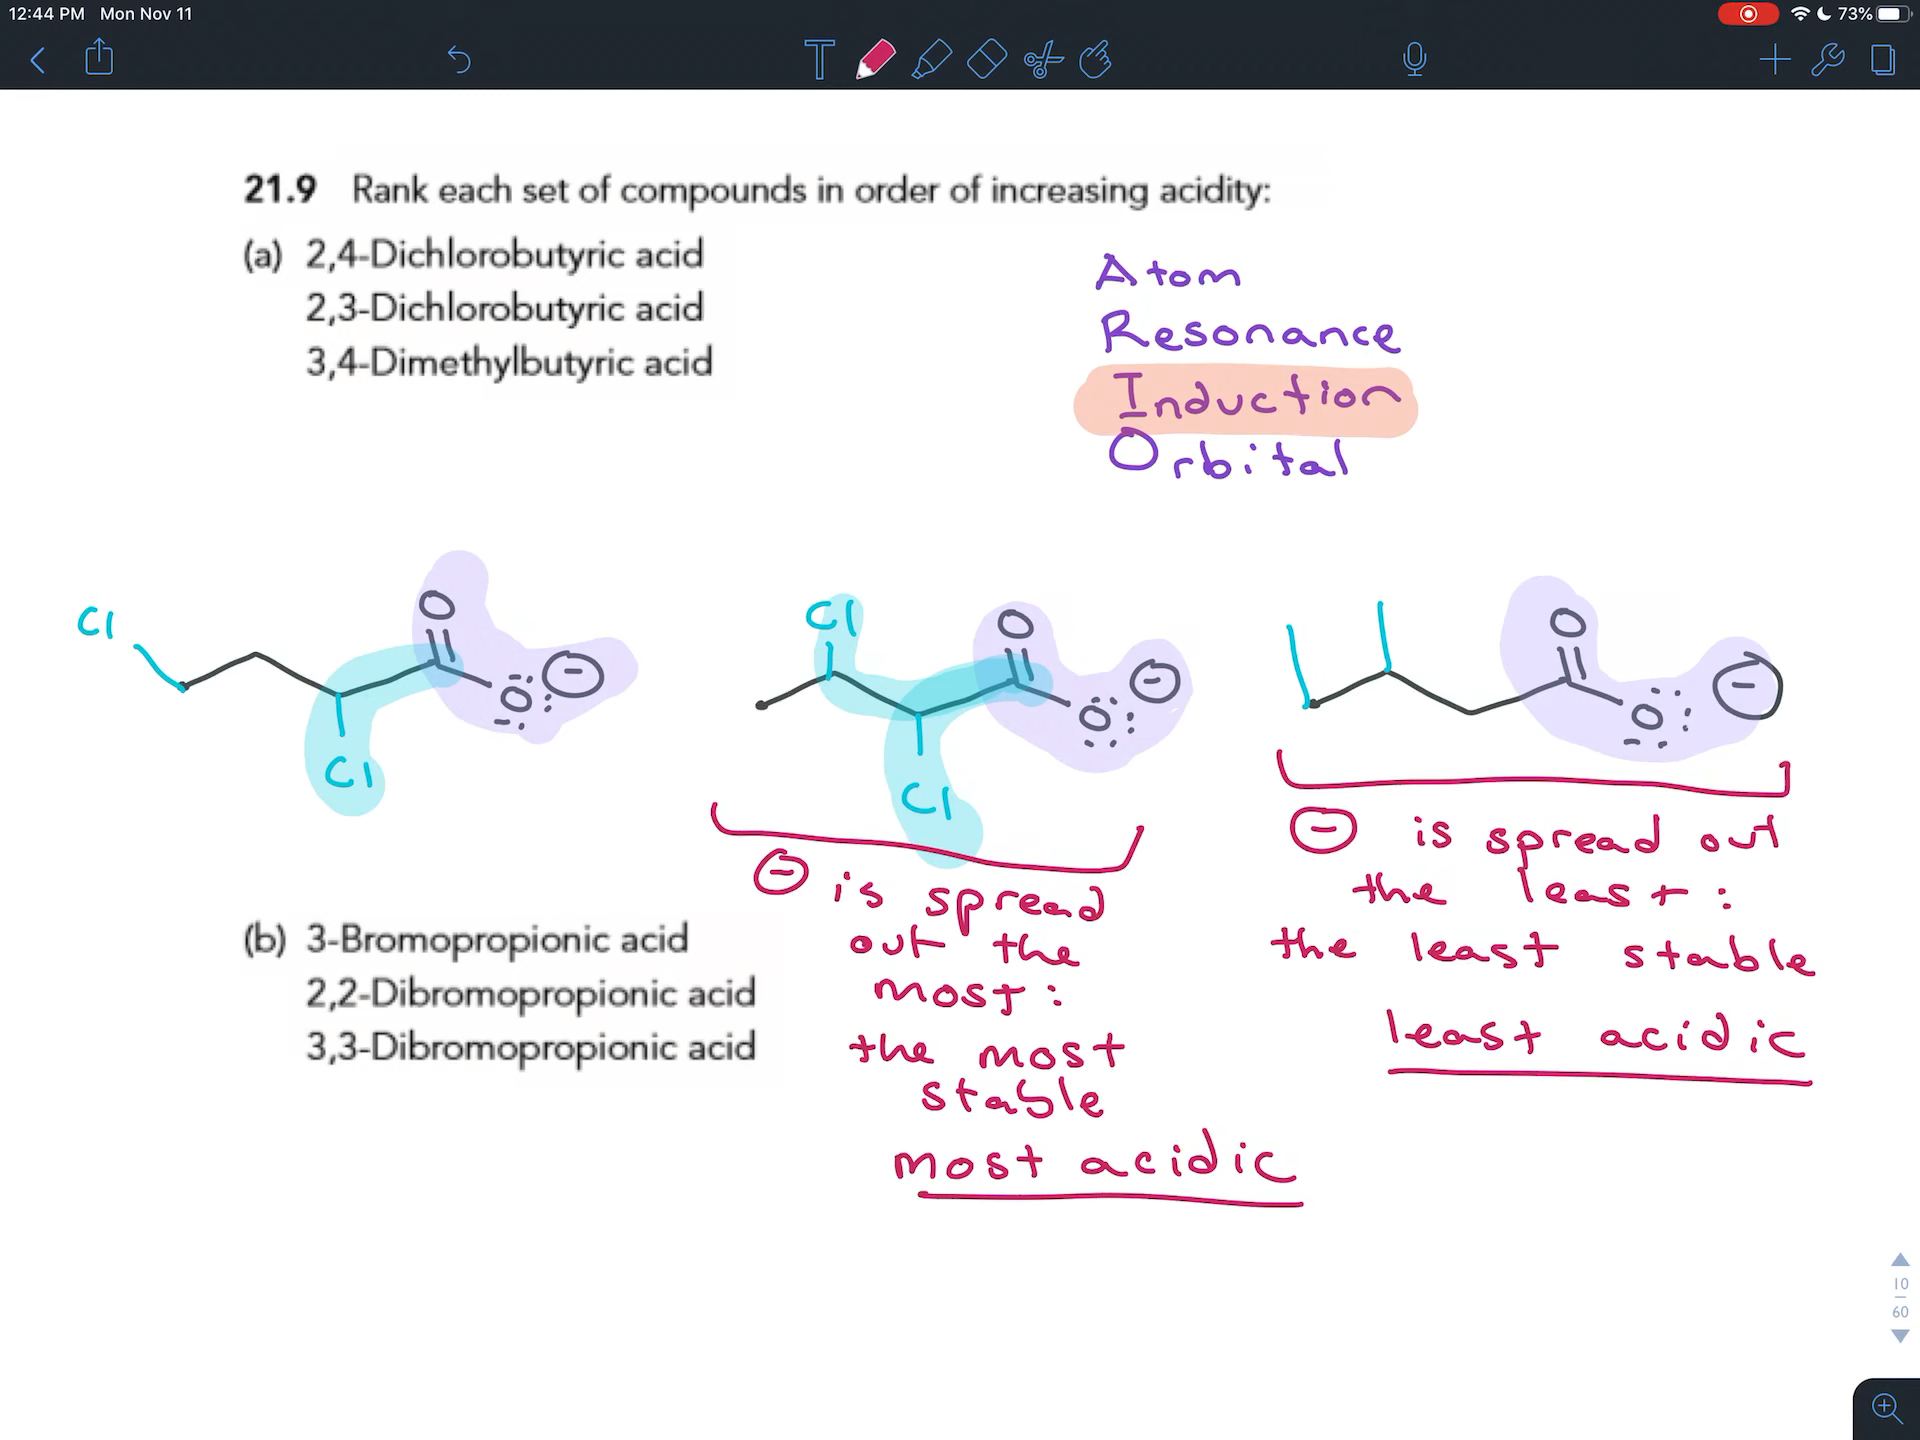 12:44 PM Mon Nov 11
73%
T
21.9 Rank each set of compounds in order of increasing acidity:
(a) 2,4-Dichlorobutyric acid
2,3-Dichlorobutyric acid
3,4-Dimethylbutyric acid
Atom
Resonance
Induction
Orbital
Cl
O
O
Cl
Cl
O
O
Cl
O
O
⊖ is spread
out the
most:
the most
stable
most acidic
⊖ is spread out
the least:
the least stable
least acidic
(b) 3-Bromopropionic acid
2,2-Dibromopropionic acid
3,3-Dibromopropionic acid
10
60